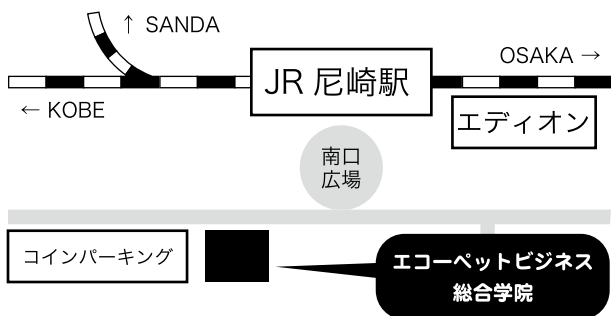 ↑ SANDA
JR 尼崎駅
OSAKA →
← KOBE
エディオン
南口
広場
コインパーキング
エコーペットビジネス
総合学院